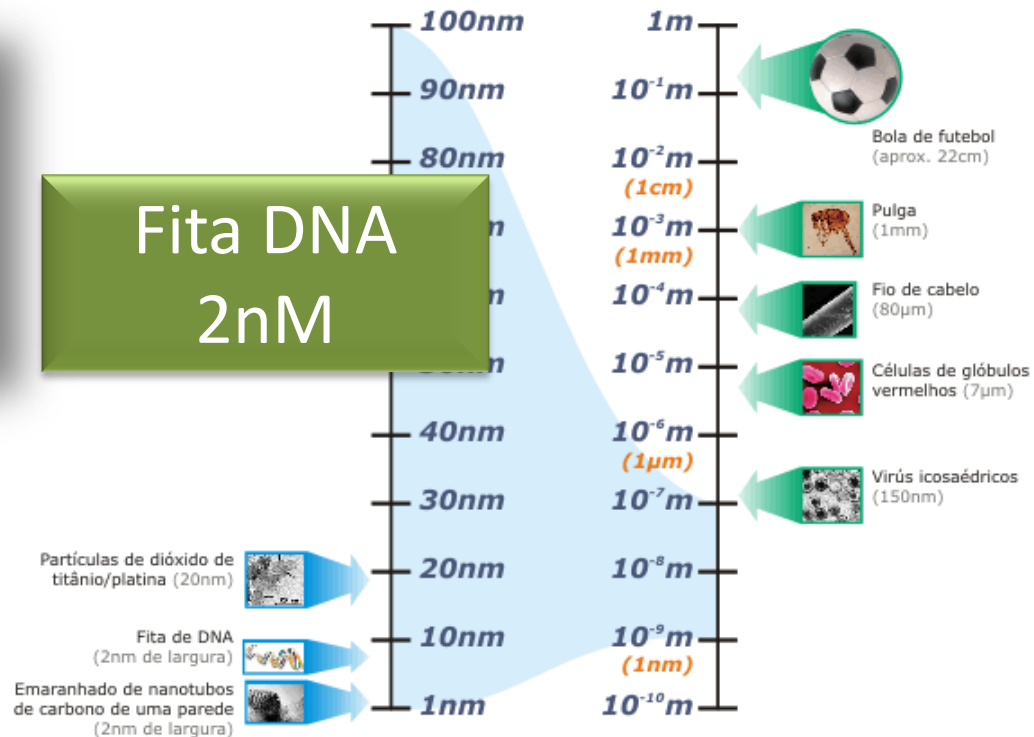 100nm
90nm
80nm
40nm
30nm
20nm
10nm
1nm
Fita DNA
2nM
1m
10⁻¹m
10⁻²m
(1cm)
10⁻³m
(1mm)
10⁻⁴m
10⁻⁵m
10⁻⁶m
(1µm)
10⁻⁷m
10⁻⁸m
10⁻⁹m
(1nm)
10⁻¹⁰m
Bola de futebol
(aprox. 22cm)
Pulga
(1mm)
Fio de cabelo
(80µm)
Células de glóbulos
vermelhos (7µm)
Virús icosaédricos
(150nm)
Partículas de dióxido de
titânio/platina (20nm)
Fita de DNA
(2nm de largura)
Emaranhado de nanotubos
de carbono de uma parede
(2nm de largura)